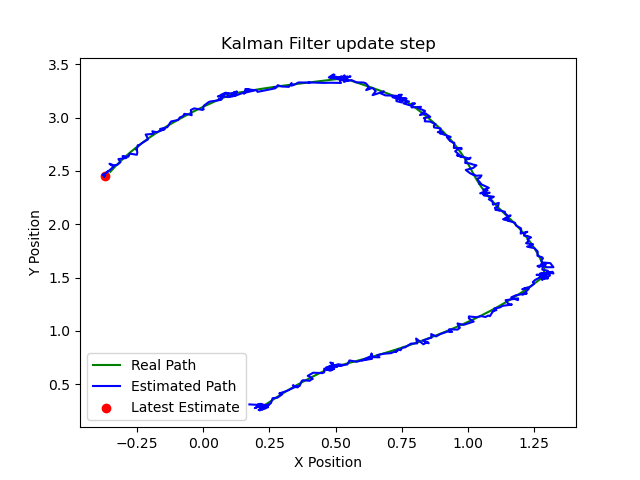 Kalman Filter update step
3.5
3.0
2.5
2.0
1.5
1.0
0.5
Y Position
Real Path
Estimated Path
Latest Estimate
−0.25 0.00 0.25 0.50 0.75 1.00 1.25
X Position